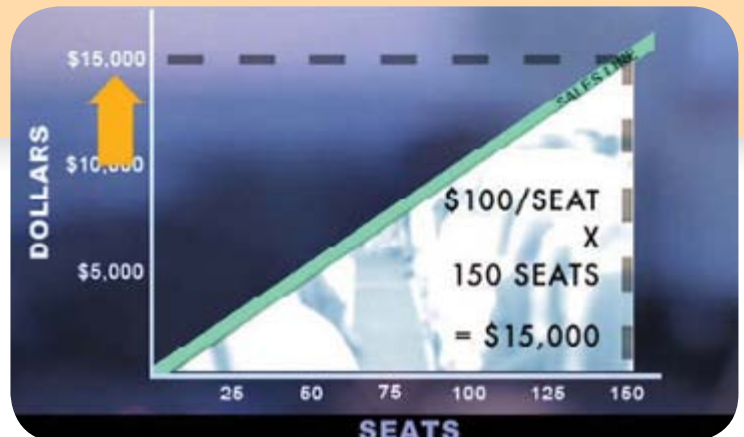 $15,000
$10,000
$5,000
DOLLARS
SALES LINE
$100/SEAT
X
150 SEATS
= $15,000
25 50 75 100 125 150
SEATS